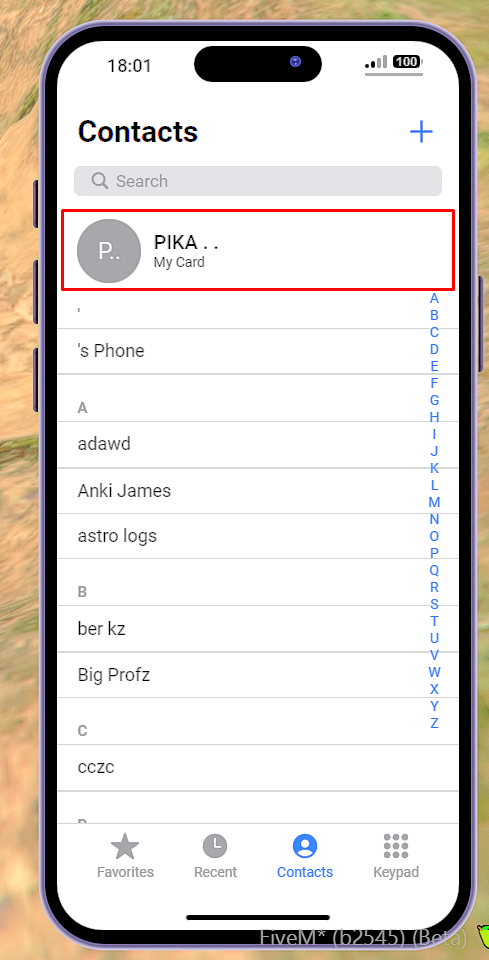 18:01
100
Contacts
+
Search
P..
PIKA . .
My Card
'
's Phone
A
adawd
Anki James
astro logs
B
ber kz
Big Profz
C
cczc
D
A
B
C
D
E
F
G
H
I
J
K
L
M
N
O
P
Q
R
S
T
U
V
W
X
Y
Z
Favorites
Recent
Contacts
Keypad
FiveM* (b2545) (Beta)